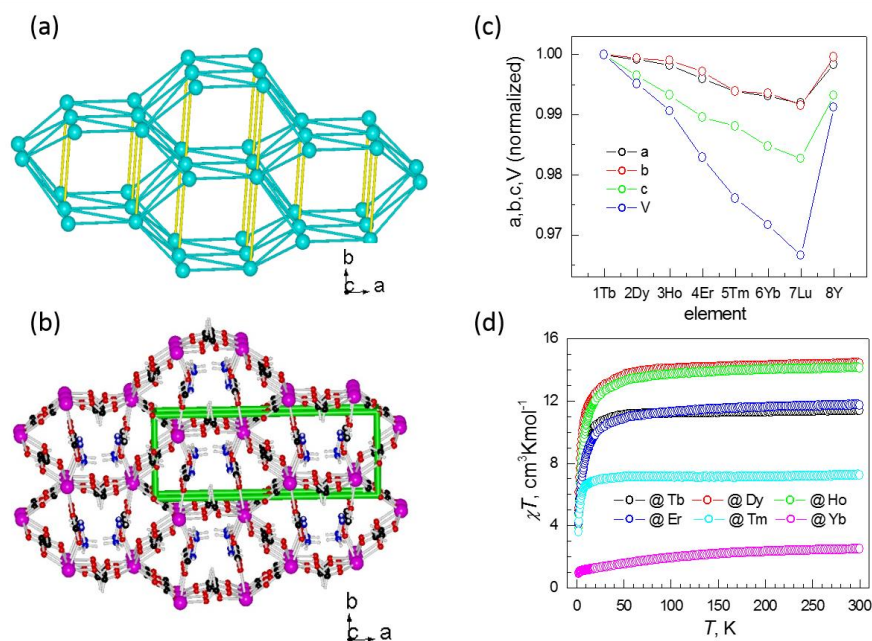 (a)
b
c
a
(b)
b
c
a
(c)
1.00
0.99
0.98
0.97
a,b,c,V (normalized)
a
b
c
V
1Tb 2Dy 3Ho 4Er 5Tm 6Yb 7Lu 8Y
element
(d)
16
12
8
4
0
χT, cm³Kmol⁻¹
@ Tb @ Dy @ Ho
@ Er @ Tm @ Yb
0 50 100 150 200 250 300
T, K